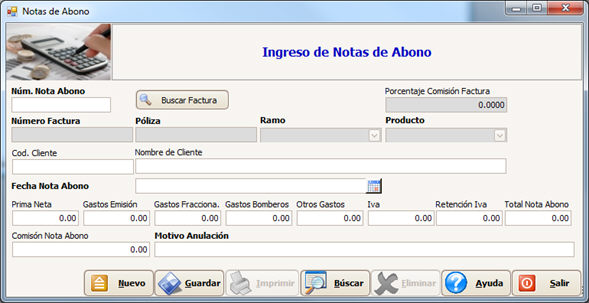 Notas de Abono
Ingreso de Notas de Abono
Núm. Nota Abono
Buscar Factura
Porcentaje Comisión Factura
0.0000
Número Factura Póliza Ramo Producto
Cod. Cliente Nombre de Cliente
Fecha Nota Abono
Prima Neta Gastos Emisión Gastos Fracciona. Gastos Bomberos Otros Gastos Iva Retención Iva Total Nota Abono
0.00 0.00 0.00 0.00 0.00 0.00 0.00 0.00
Comisón Nota Abono Motivo Anulación
0.00
Nuevo Guardar Imprimir Búscar Eliminar Ayuda Salir